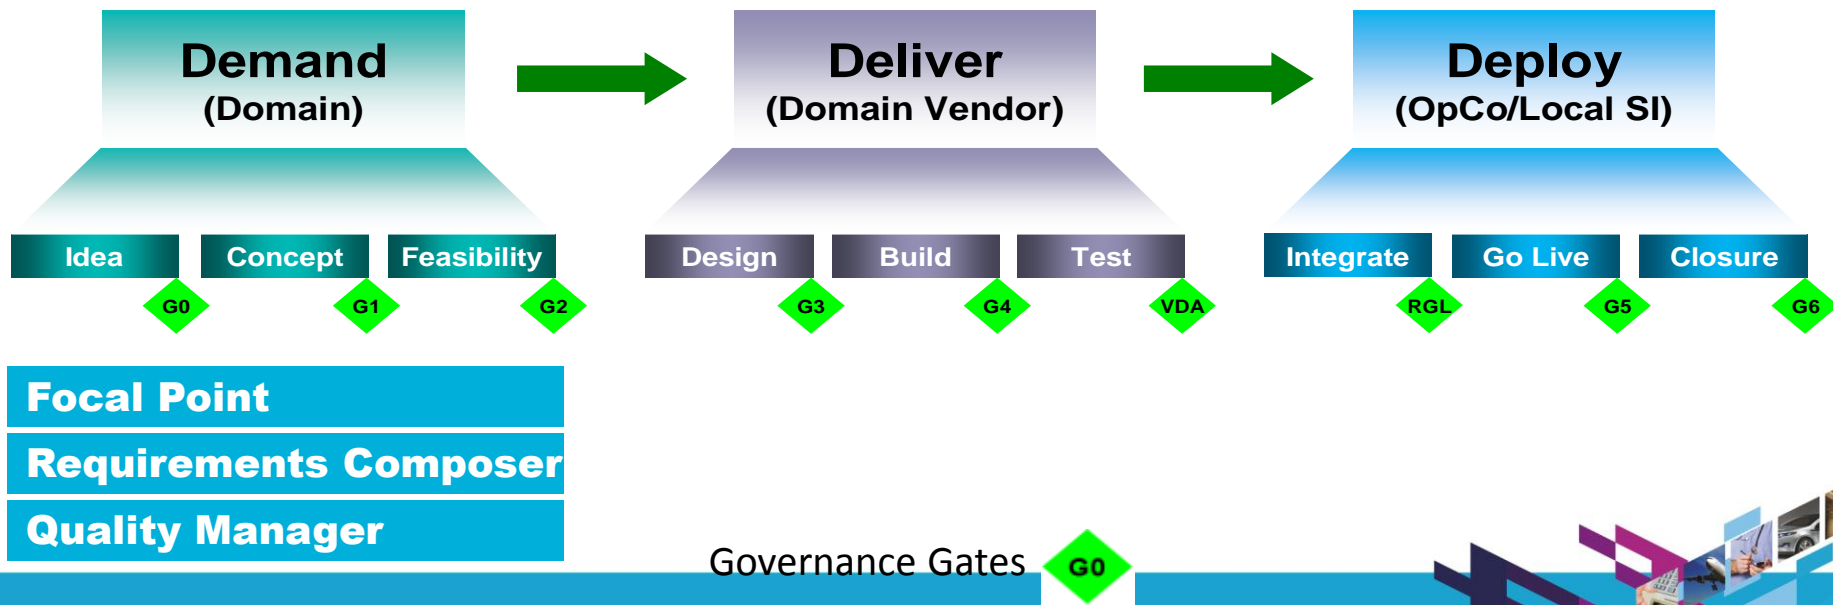 Demand
(Domain)
Deliver
(Domain Vendor)
Deploy
(OpCo/Local SI)
Idea
Concept
Feasibility
Design
Build
Test
Integrate
Go Live
Closure
G0
G1
G2
G3
G4
VDA
RGL
G5
G6
Focal Point
Requirements Composer
Quality Manager
Governance Gates
G0